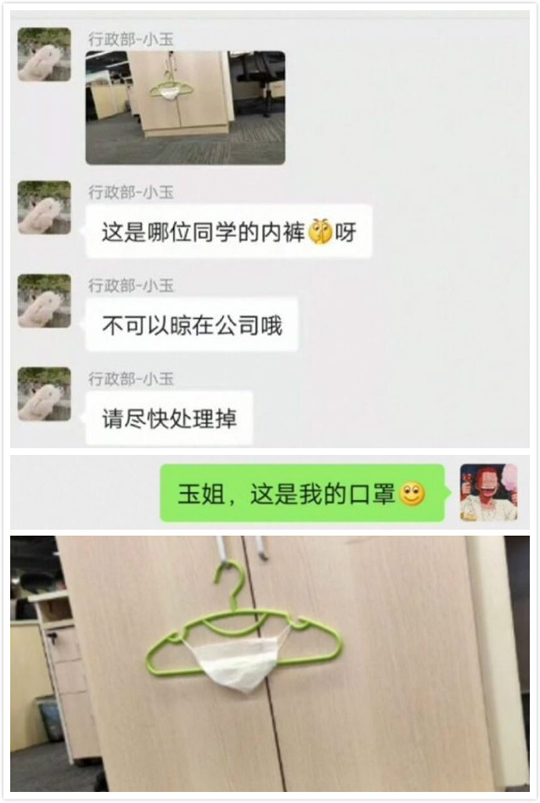 行政部-小玉
行政部-小玉
这是哪位同学的内裤🤫呀
行政部-小玉
不可以晾在公司哦
行政部-小玉
请尽快处理掉
玉姐，这是我的口罩🙂